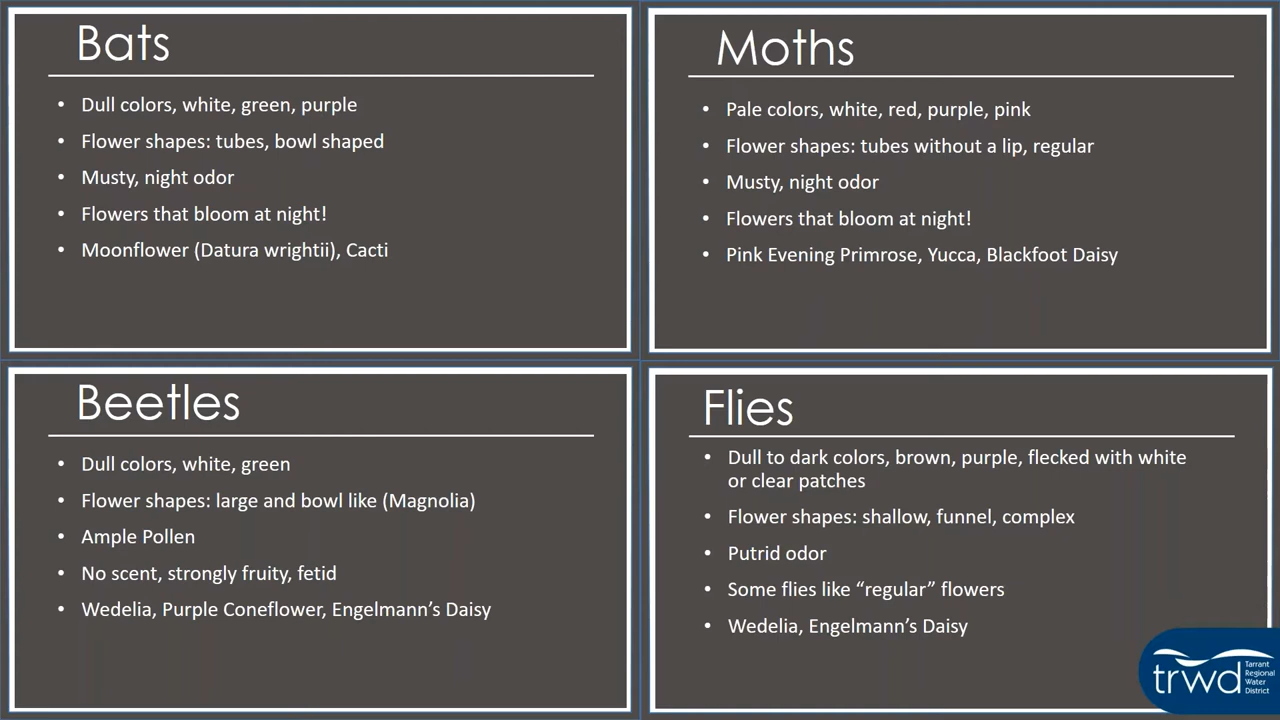 Bats
• Dull colors, white, green, purple
• Flower shapes: tubes, bowl shaped
• Musty, night odor
• Flowers that bloom at night!
• Moonflower (Datura wrightii), Cacti
Moths
• Pale colors, white, red, purple, pink
• Flower shapes: tubes without a lip, regular
• Musty, night odor
• Flowers that bloom at night!
• Pink Evening Primrose, Yucca, Blackfoot Daisy
Beetles
• Dull colors, white, green
• Flower shapes: large and bowl like (Magnolia)
• Ample Pollen
• No scent, strongly fruity, fetid
• Wedelia, Purple Coneflower, Engelmann’s Daisy
Flies
• Dull to dark colors, brown, purple, flecked with white
or clear patches
• Flower shapes: shallow, funnel, complex
• Putrid odor
• Some flies like “regular” flowers
• Wedelia, Engelmann’s Daisy
trwd
Tarrant
Regional
Water
District